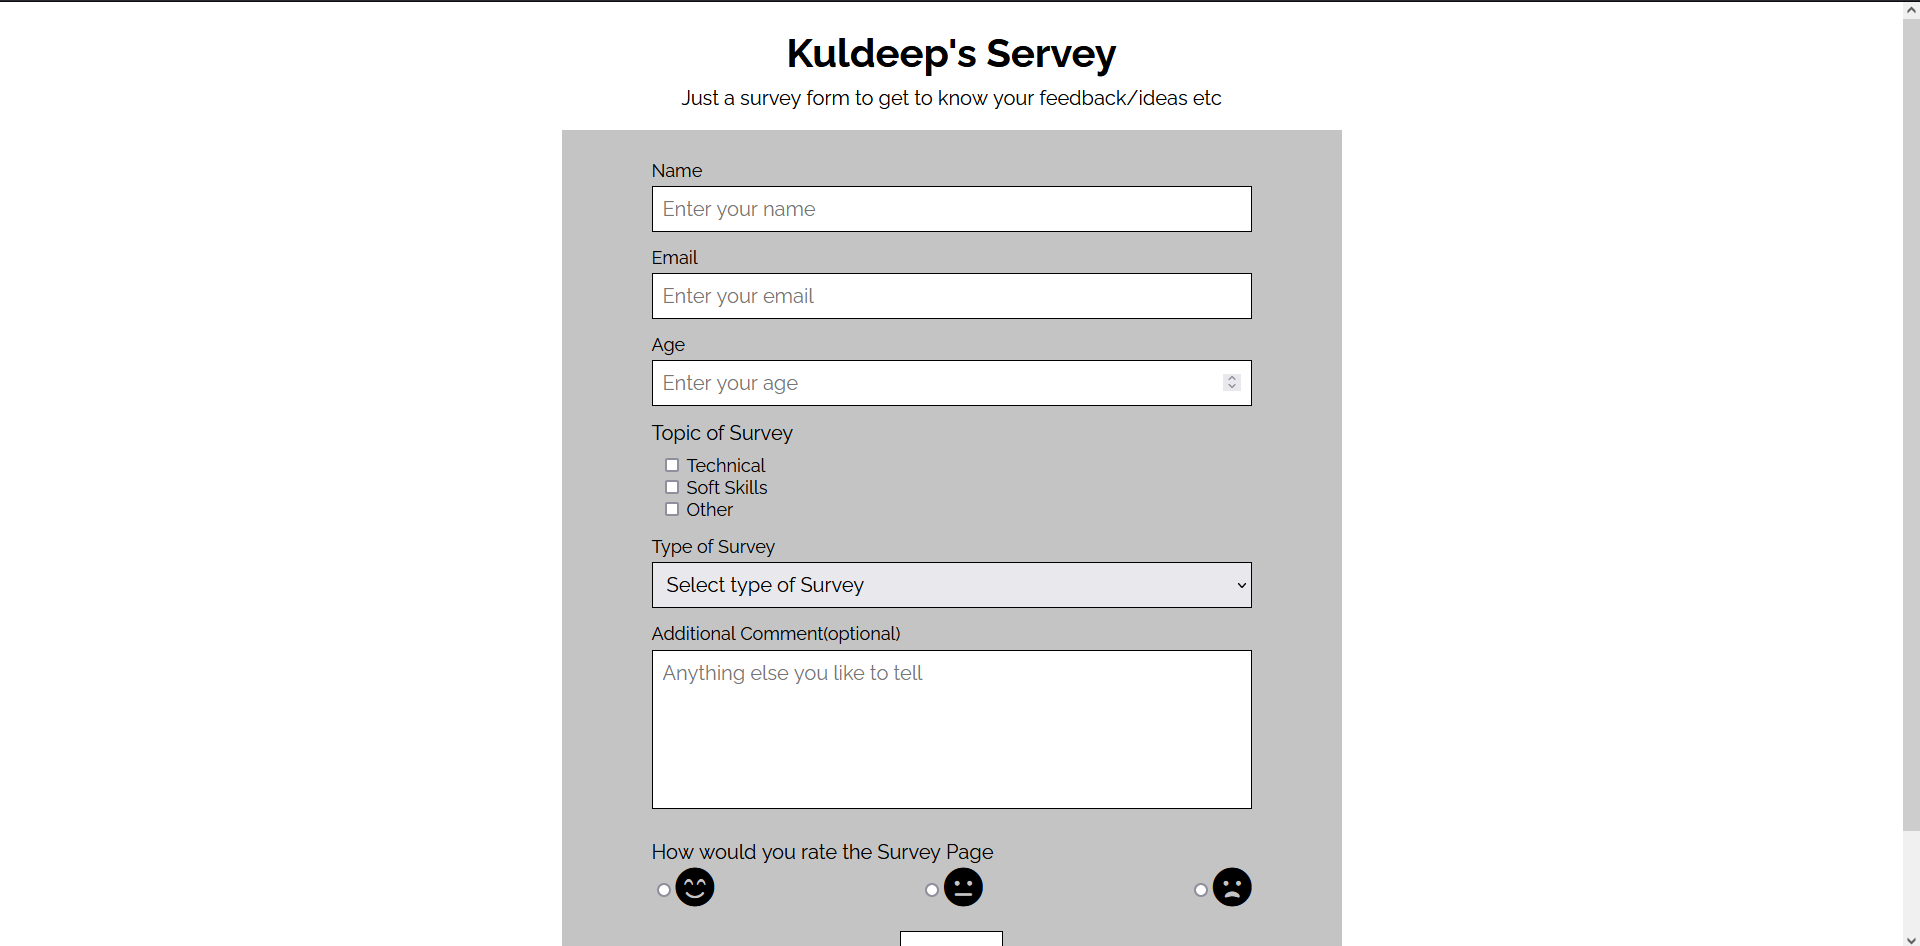 Kuldeep's Servey
Just a survey form to get to know your feedback/ideas etc
Name
Enter your name
Email
Enter your email
Age
Enter your age
Topic of Survey
Technical
Soft Skills
Other
Type of Survey
Select type of Survey
Additional Comment(optional)
Anything else you like to tell
How would you rate the Survey Page